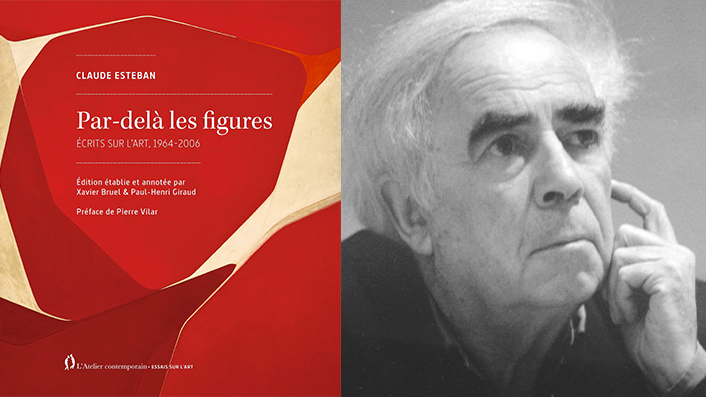 CLAUDE ESTEBAN
Par-delà les figures
ÉCRITS SUR L'ART, 1964-2006
Édition établie et annotée par
Xavier Bruel & Paul-Henri Giraud
Préface de Pierre Vilar
L'Atelier contemporain • ESSAIS SUR L'ART